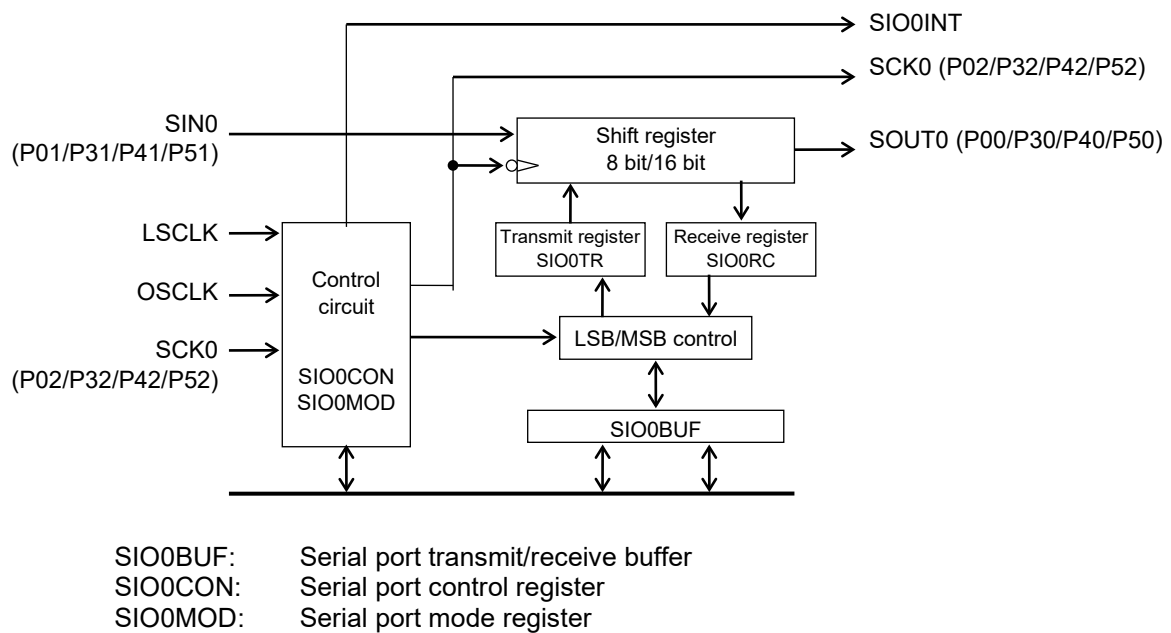 SIO0INT
SCK0 (P02/P32/P42/P52)
SIN0
(P01/P31/P41/P51)
Shift register
8 bit/16 bit
SOUT0 (P00/P30/P40/P50)
LSCLK
Transmit register
SIO0TR
Receive register
SIO0RC
OSCLK
Control
circuit
SCK0
(P02/P32/P42/P52)
LSB/MSB control
SIO0CON
SIO0MOD
SIO0BUF
SIO0BUF: Serial port transmit/receive buffer
SIO0CON: Serial port control register
SIO0MOD: Serial port mode register